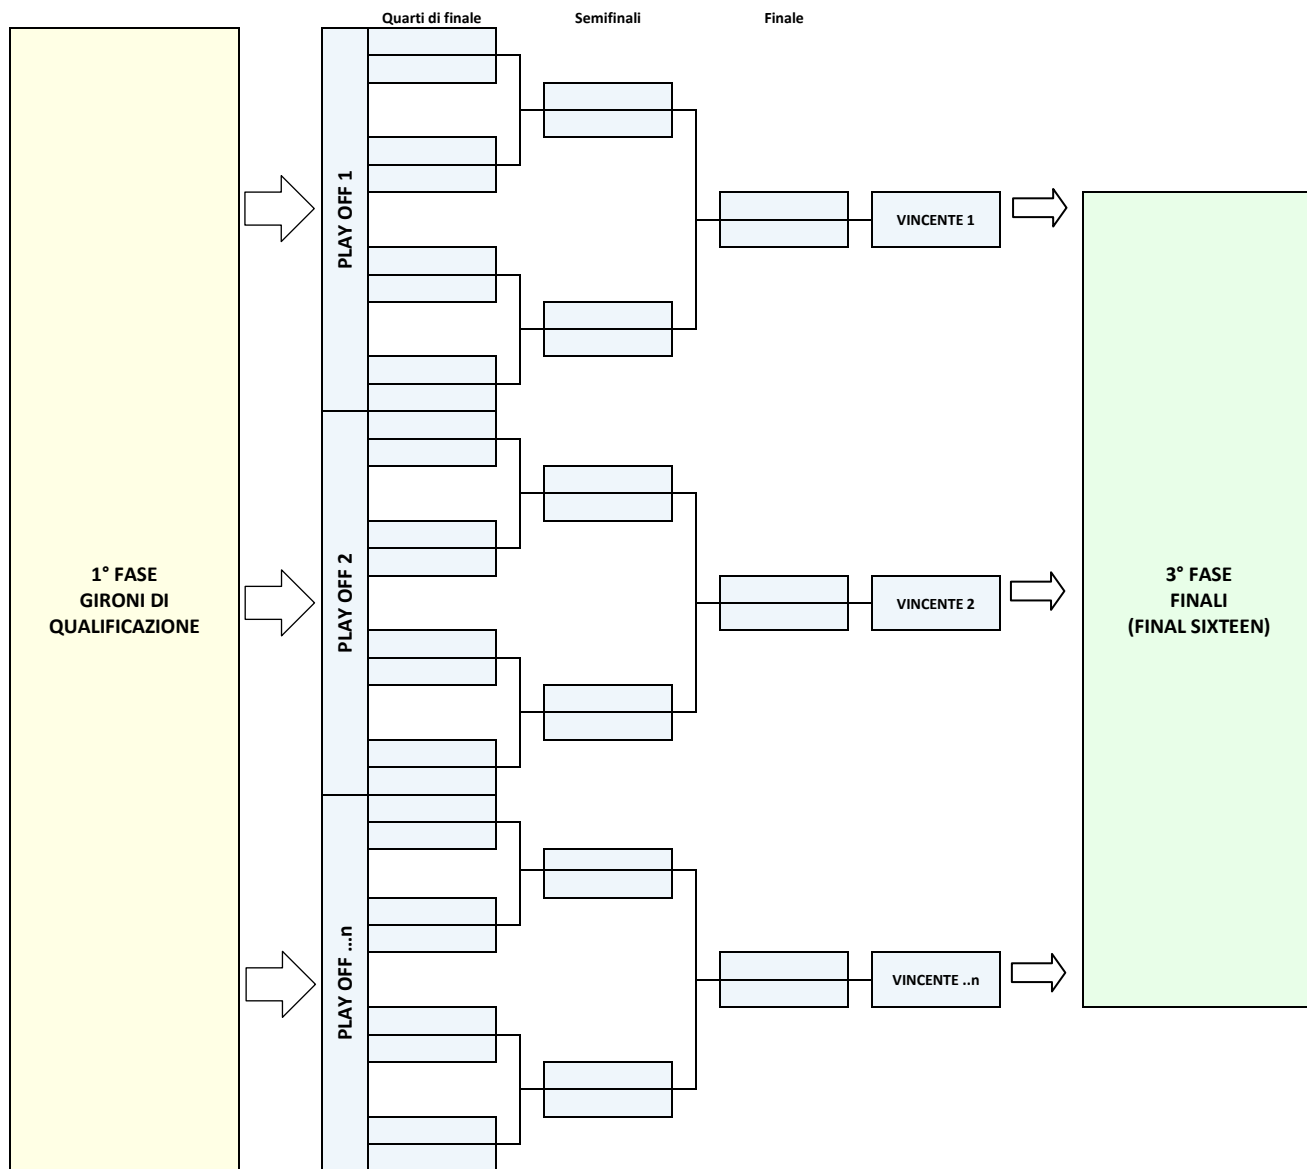 Quarti di finale
Semifinali
Finale
PLAY OFF 1
VINCENTE 1
1° FASE
GIRONI DI
QUALIFICAZIONE
PLAY OFF 2
VINCENTE 2
3° FASE
FINALI
(FINAL SIXTEEN)
PLAY OFF ...n
VINCENTE ..n